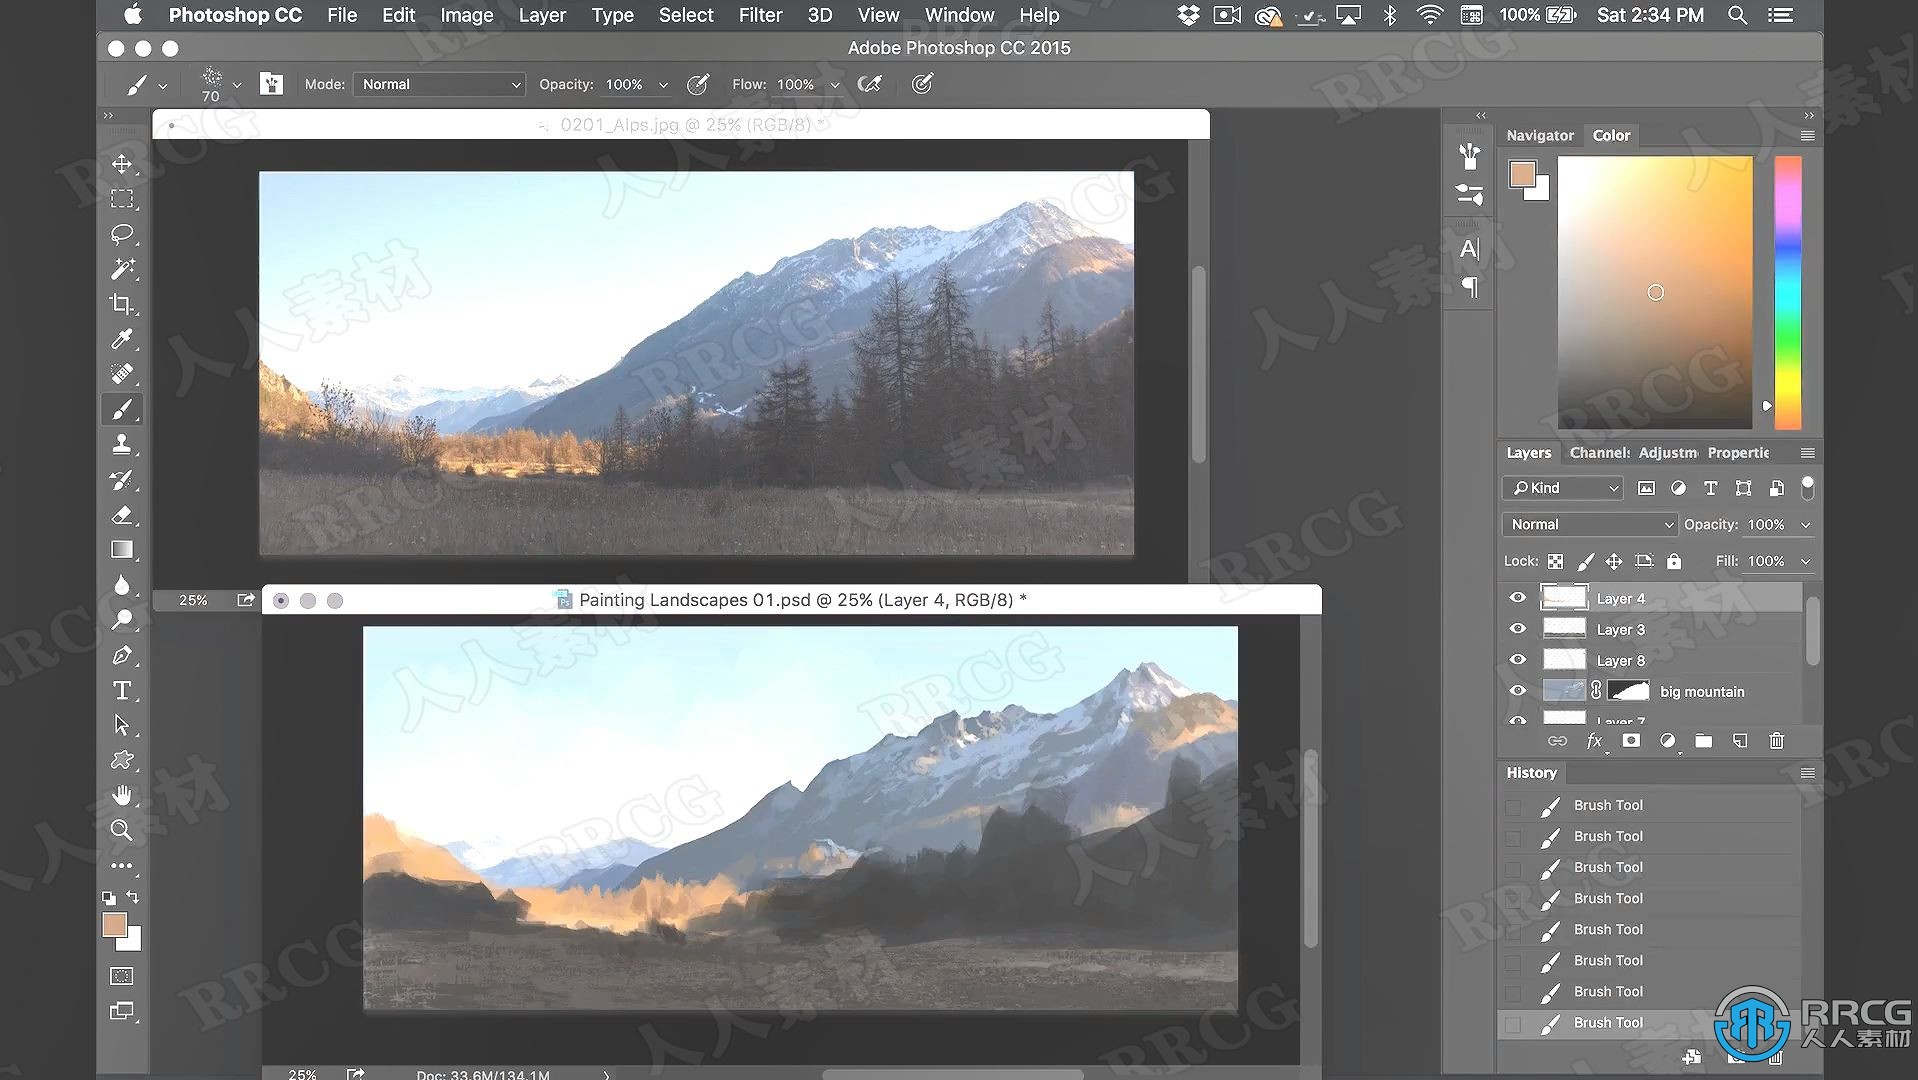 Photoshop CC File Edit Image Layer Type Select Filter 3D View Window Help 100% Sat 2:34 PM
Adobe Photoshop CC 2015
70 Mode: Normal Opacity: 100% Flow: 100%
0201_Alps.jpg @ 25% (RGB/8) *
Navigator Color
Layers Channel: Adjustm Propertie
Kind
Normal Opacity: 100%
Lock: Fill: 100%
25%
Painting Landscapes 01.psd @ 25% (Layer 4, RGB/8) *
Layer 4
Layer 3
Layer 8
big mountain
Layer 7
fx
History
Brush Tool
Brush Tool
Brush Tool
Brush Tool
Brush Tool
Brush Tool
Brush Tool
Brush Tool
25% Doc: 33.6M/134.1M
RRCG
人人素材